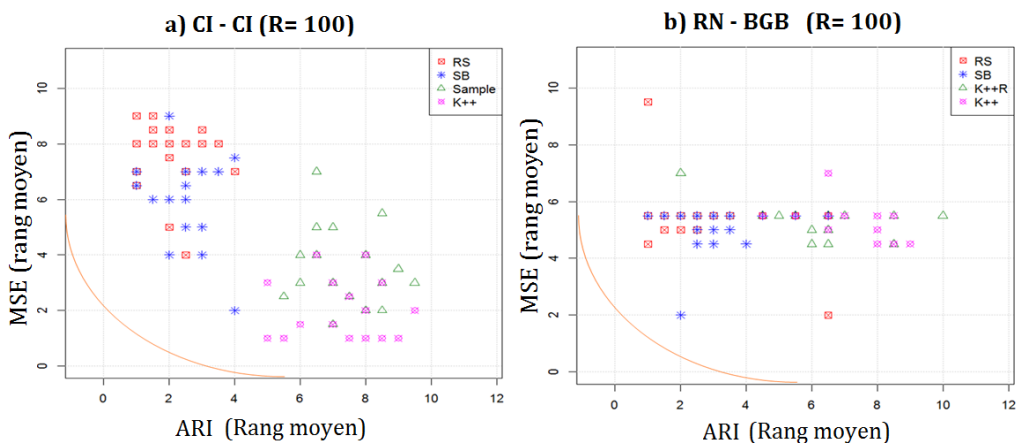 a) CI - CI (R= 100)
RS
SB
Sample
K++
10
8
6
4
2
0
MSE (rang moyen)
0 2 4 6 8 10 12
ARI (Rang moyen)
b) RN - BGB (R= 100)
RS
SB
K++R
K++
10
8
6
4
2
0
MSE (rang moyen)
0 2 4 6 8 10 12
ARI (Rang moyen)